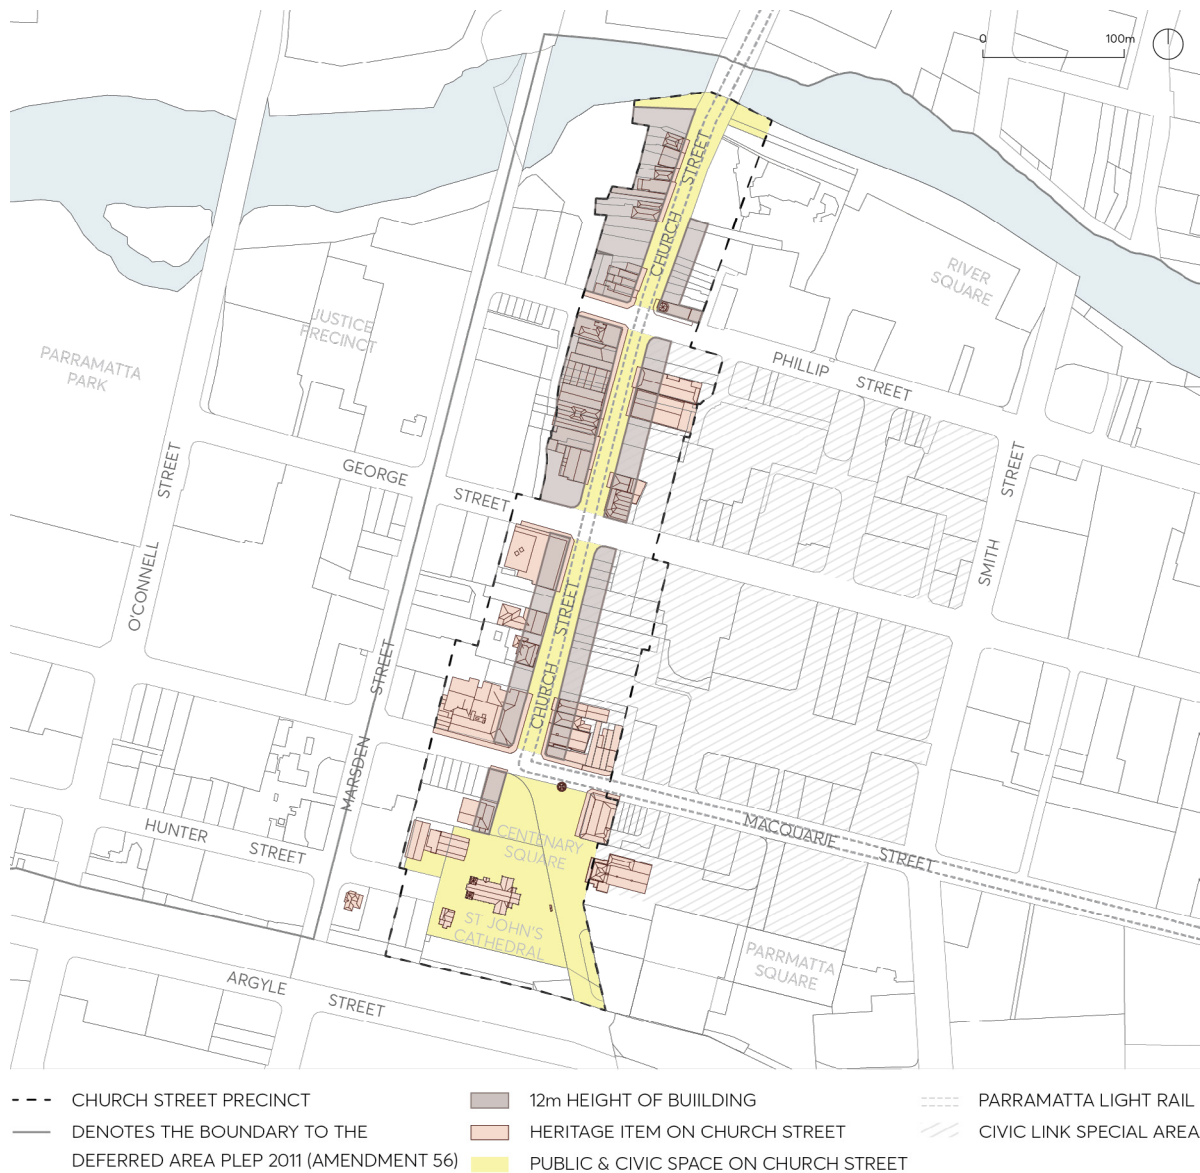 0 100m
STREET
CHURCH
RIVER
SQUARE
JUSTICE
PRECINCT
PARRAMATTA
PARK
PHILLIP STREET
GEORGE STREET
O'CONNELL STREET
SMITH STREET
CHURCH STREET
MARSDEN STREET
HUNTER STREET
CENTENARY
SQUARE
MACQUARIE STREET
ST JOHN'S
CATHEDRAL
PARRMATTA
SQUARE
ARGYLE STREET
CHURCH STREET PRECINCT
DENOTES THE BOUNDARY TO THE
DEFERRED AREA PLEP 2011 (AMENDMENT 56)
12m HEIGHT OF BUIILDING
HERITAGE ITEM ON CHURCH STREET
PUBLIC & CIVIC SPACE ON CHURCH STREET
PARRAMATTA LIGHT RAIL
CIVIC LINK SPECIAL AREA